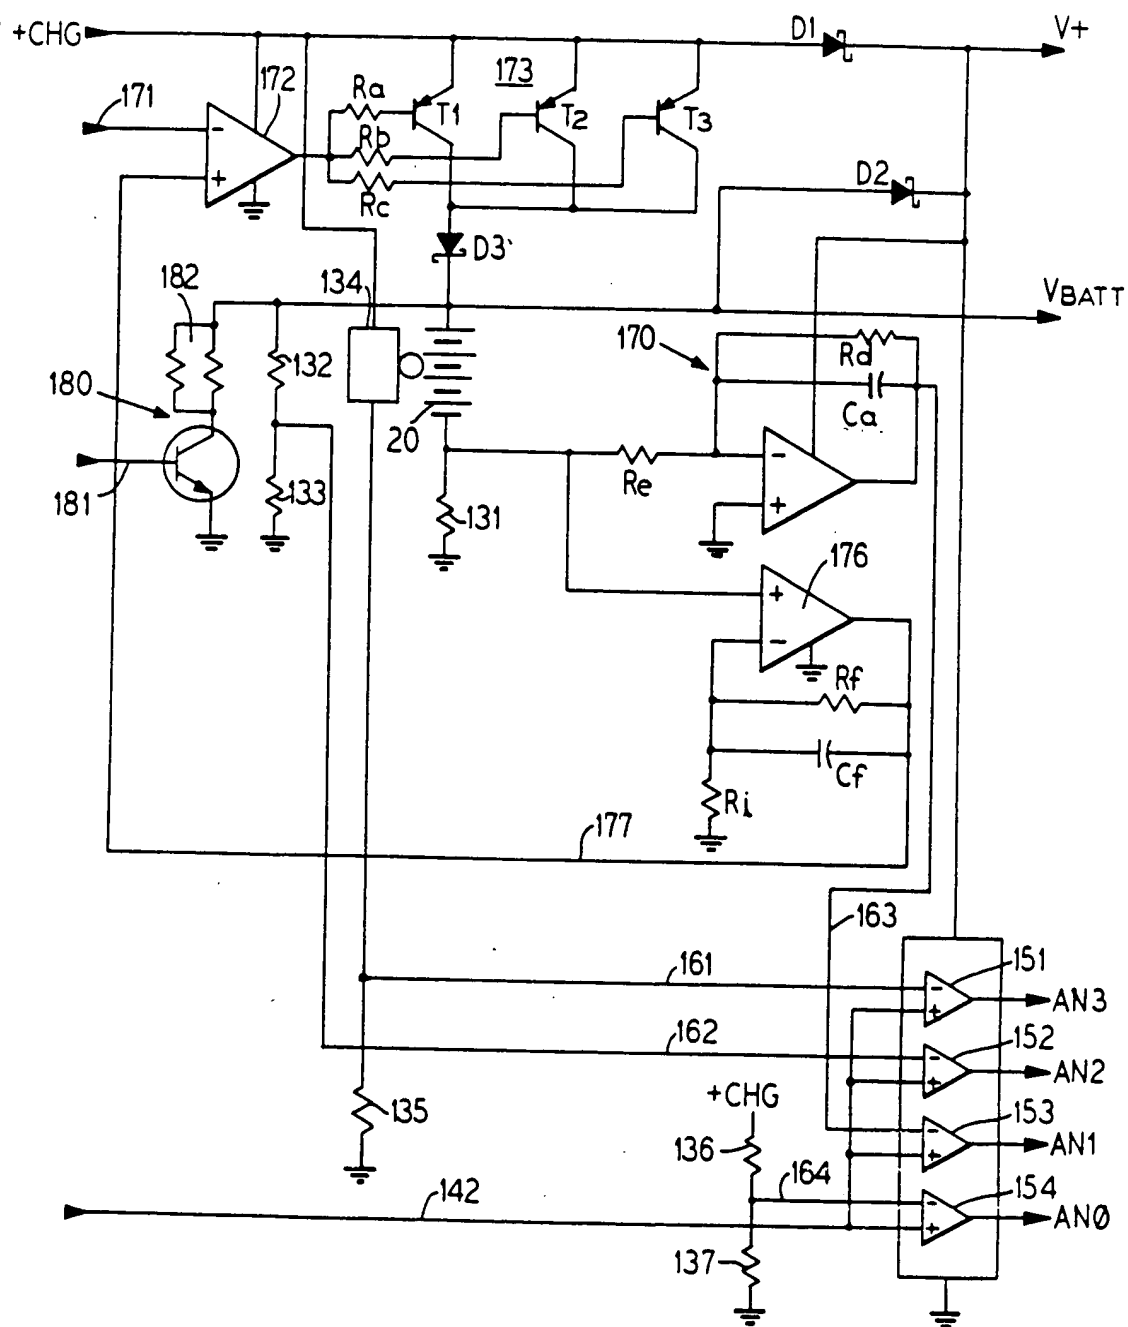 +CHG D1 V+
171 172 Ra 173
T1 T2 T3
- Rb
+ Rc
D2
D3
182 134 VBATT
180 132 170 Rd
Ca
20
181 133 131 Re -
+
176
+
-
Rf
Cf
Ri
177
163
161 - 151 AN3
+
162 - 152 AN2
+
135 +CHG
136 - 153 AN1
+
142 164 - 154 AN0
+
137